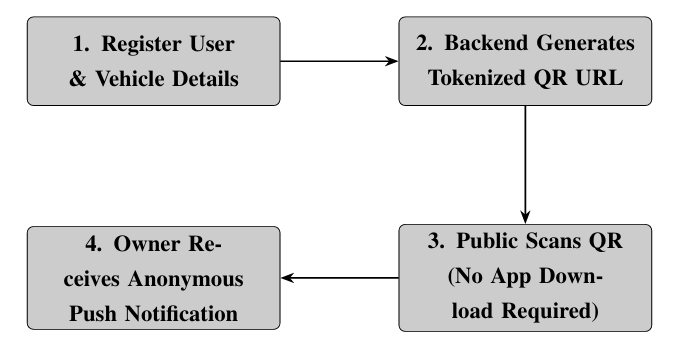 1. Register User
& Vehicle Details
2. Backend Generates
Tokenized QR URL
3. Public Scans QR
(No App Down-
load Required)
4. Owner Re-
ceives Anonymous
Push Notification